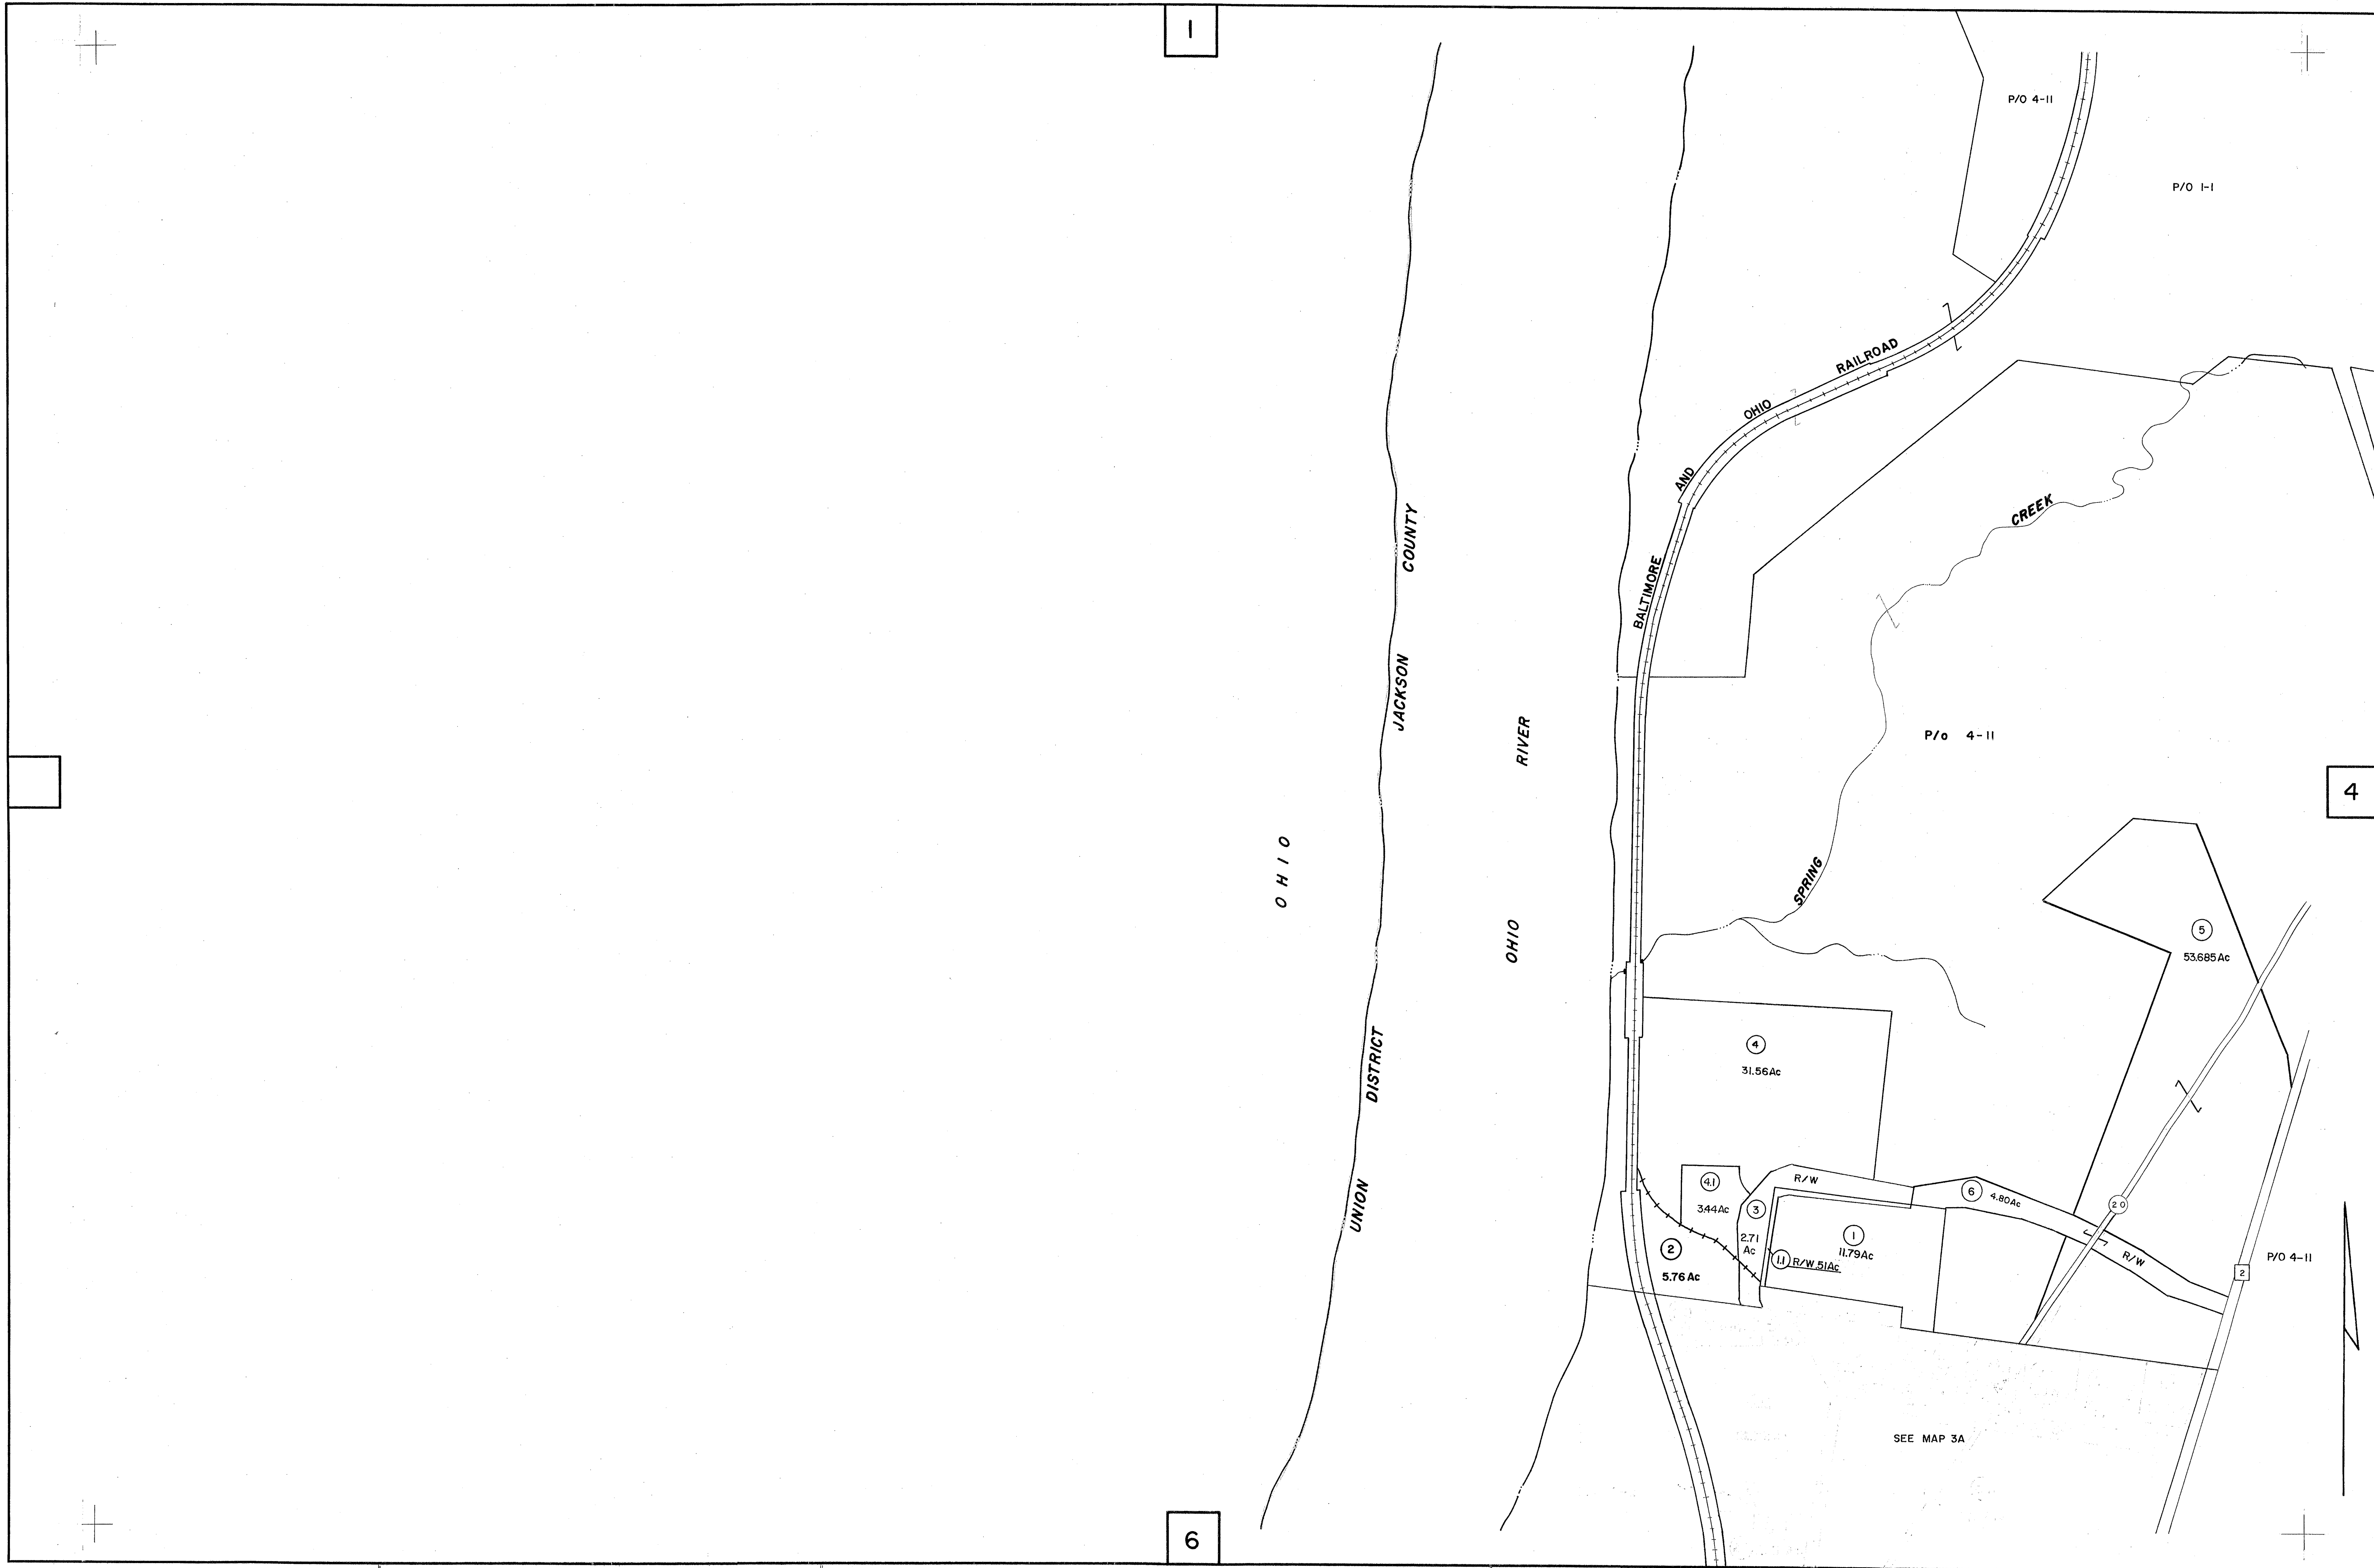 1
P/O 4-11
P/O 1-1
BALTIMORE AND OHIO RAILROAD
SPRING CREEK
UNION DISTRICT JACKSON COUNTY
OHIO RIVER
OHIO
P/o 4-11
4
5
53.685 Ac
4
31.56 Ac
4.1
3.44 Ac
R/W
3
2.71
Ac
6
4.80 Ac
20
1
11.79 Ac
1.1 R/W .51 Ac
2
5.76 Ac
R/W
2
P/O 4-11
SEE MAP 3A
6